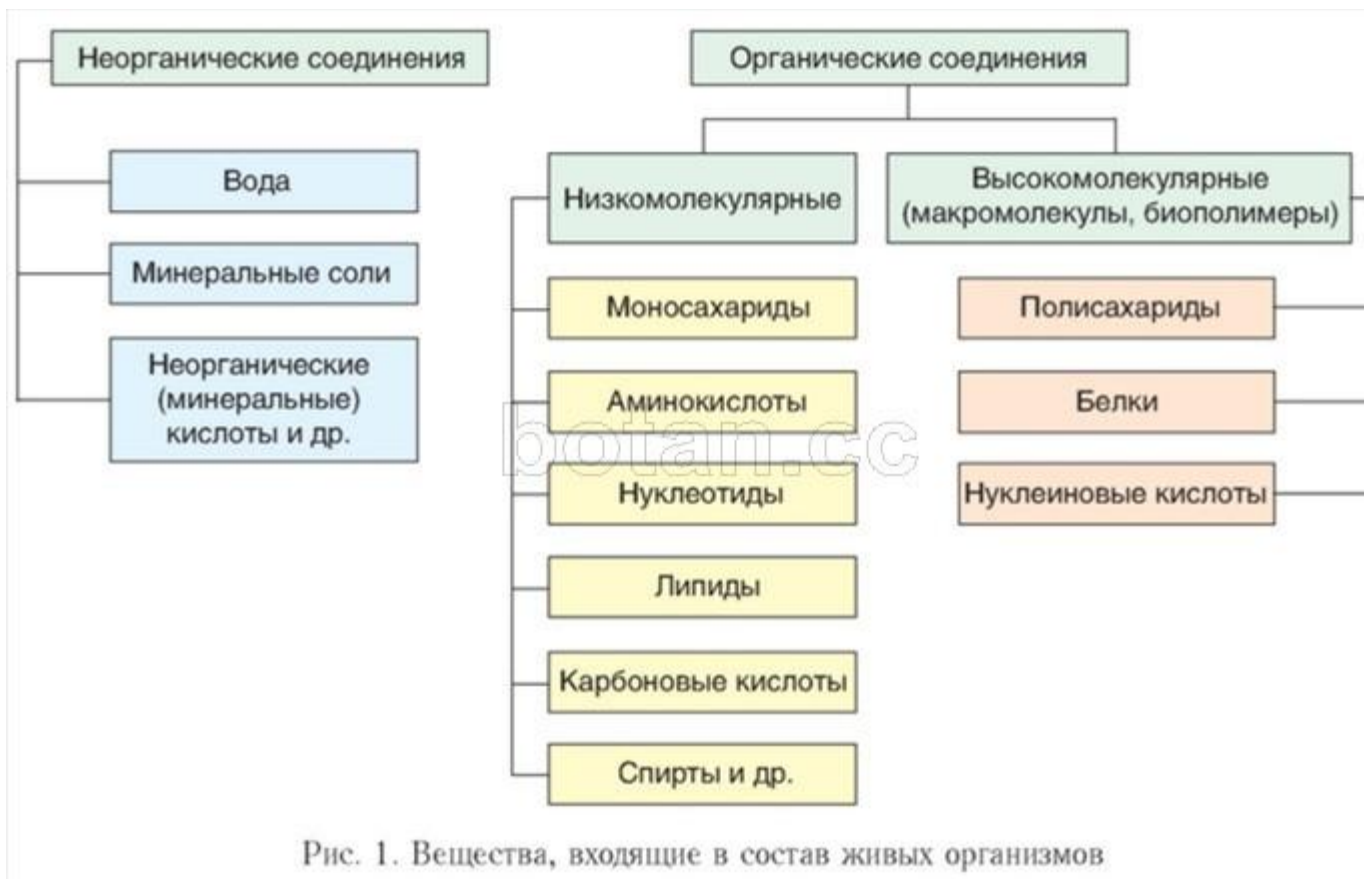 Неорганические соединения
Вода
Минеральные соли
Неорганические
(минеральные)
кислоты и др.
Органические соединения
Низкомолекулярные
Моносахариды
Аминокислоты
Нуклеотиды
Липиды
Карбоновые кислоты
Спирты и др.
Высокомолекулярные
(макромолекулы, биополимеры)
Полисахариды
Белки
Нуклеиновые кислоты
botan.cc
Рис. 1. Вещества, входящие в состав живых организмов